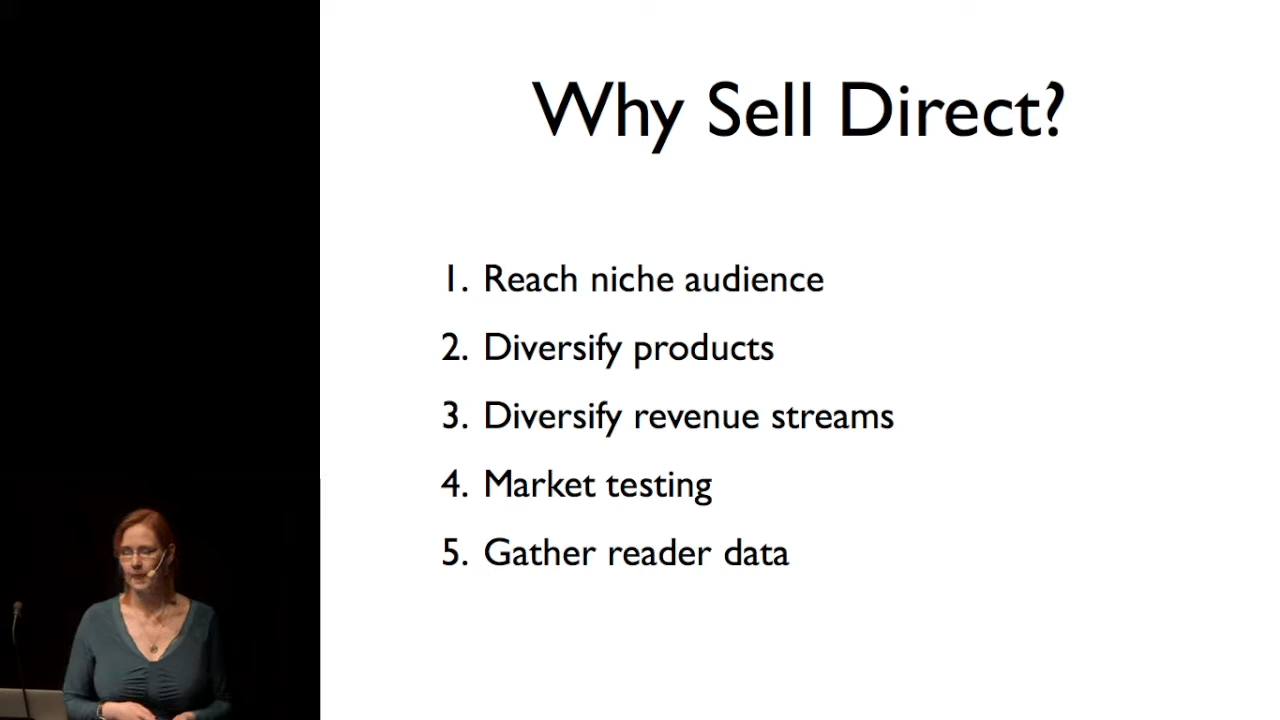 Why Sell Direct?
1. Reach niche audience
2. Diversify products
3. Diversify revenue streams
4. Market testing
5. Gather reader data